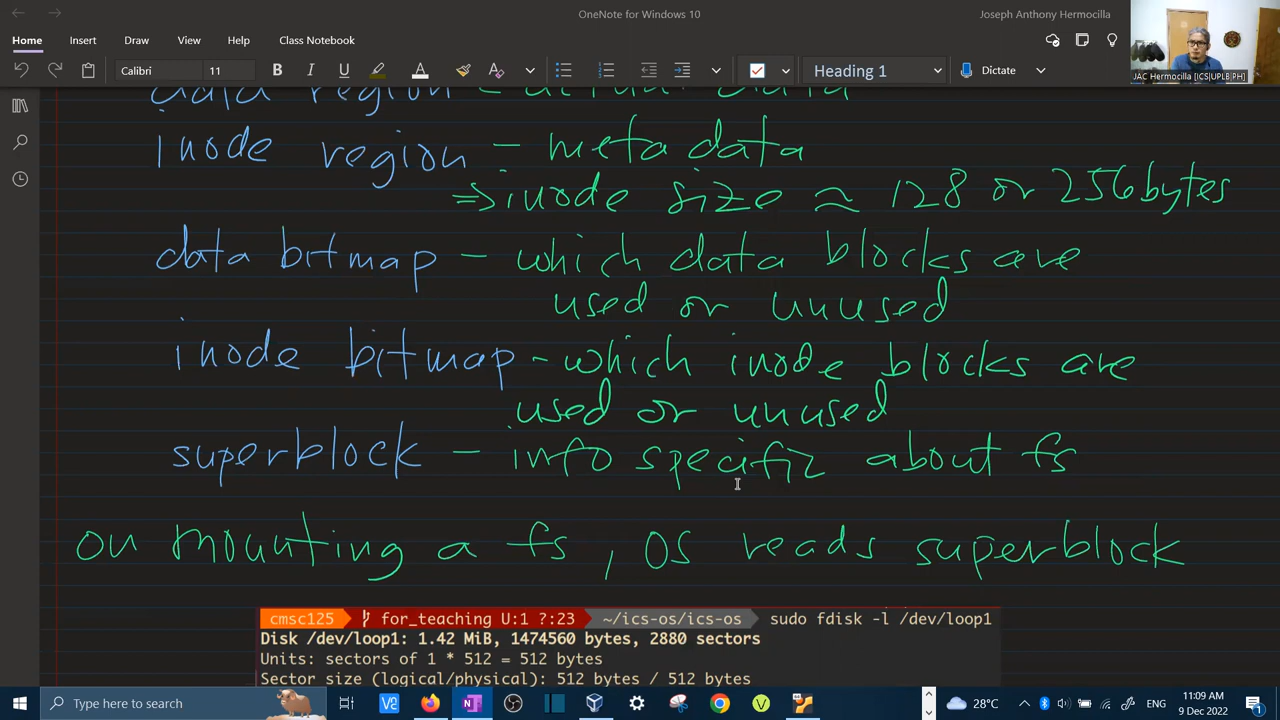 OneNote for Windows 10
Joseph Anthony Hermocilla
Home Insert Draw View Help Class Notebook
Calibri 11 B I U A Heading 1 Dictate
JAC Hermocilla [ICS|UPLB PH]
data region - actual data
inode region - metadata
⇒ inode size ≈ 128 or 256 bytes
data bitmap - which data blocks are
used or unused
inode bitmap - which inode blocks are
used or unused
superblock - info specific about fs
on mounting a fs, OS reads superblock
cmsc125 for_teaching U:1 ?:23 ~/ics-os/ics-os sudo fdisk -l /dev/loop1
Disk /dev/loop1: 1.42 MiB, 1474560 bytes, 2880 sectors
Units: sectors of 1 * 512 = 512 bytes
Sector size (logical/physical): 512 bytes / 512 bytes
Type here to search
28°C
ENG
11:09 AM
9 Dec 2022
1